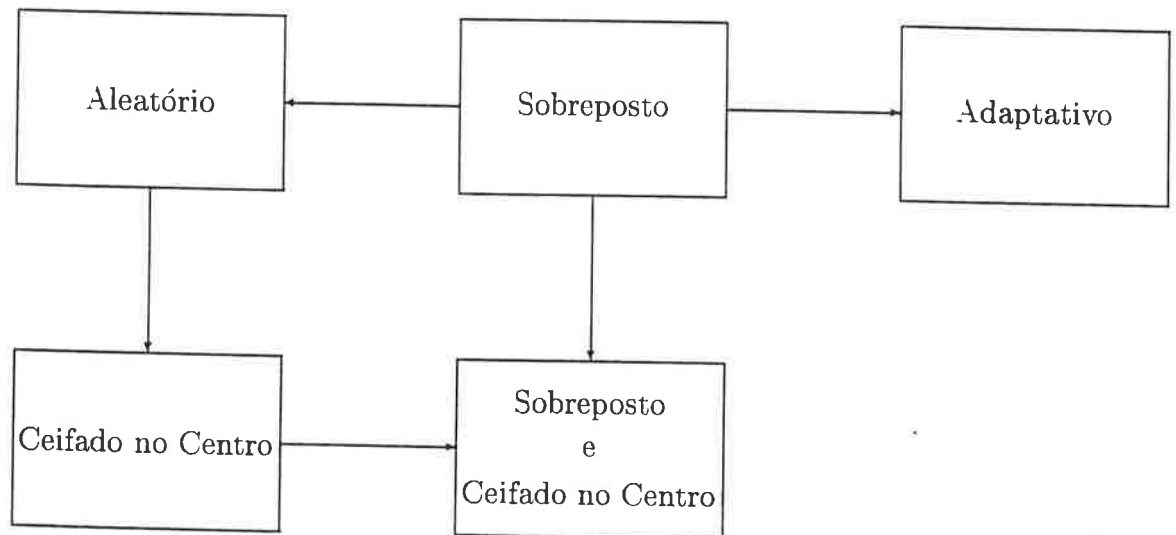 Aleatório
Sobreposto
Adaptativo
Ceifado no Centro
Sobreposto
e
Ceifado no Centro